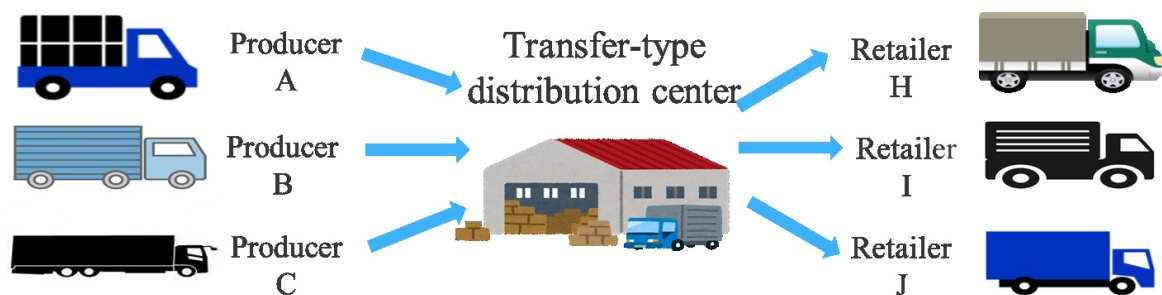 Producer
A
Producer
B
Producer
C
Transfer-type
distribution center
Retailer
H
Retailer
I
Retailer
J